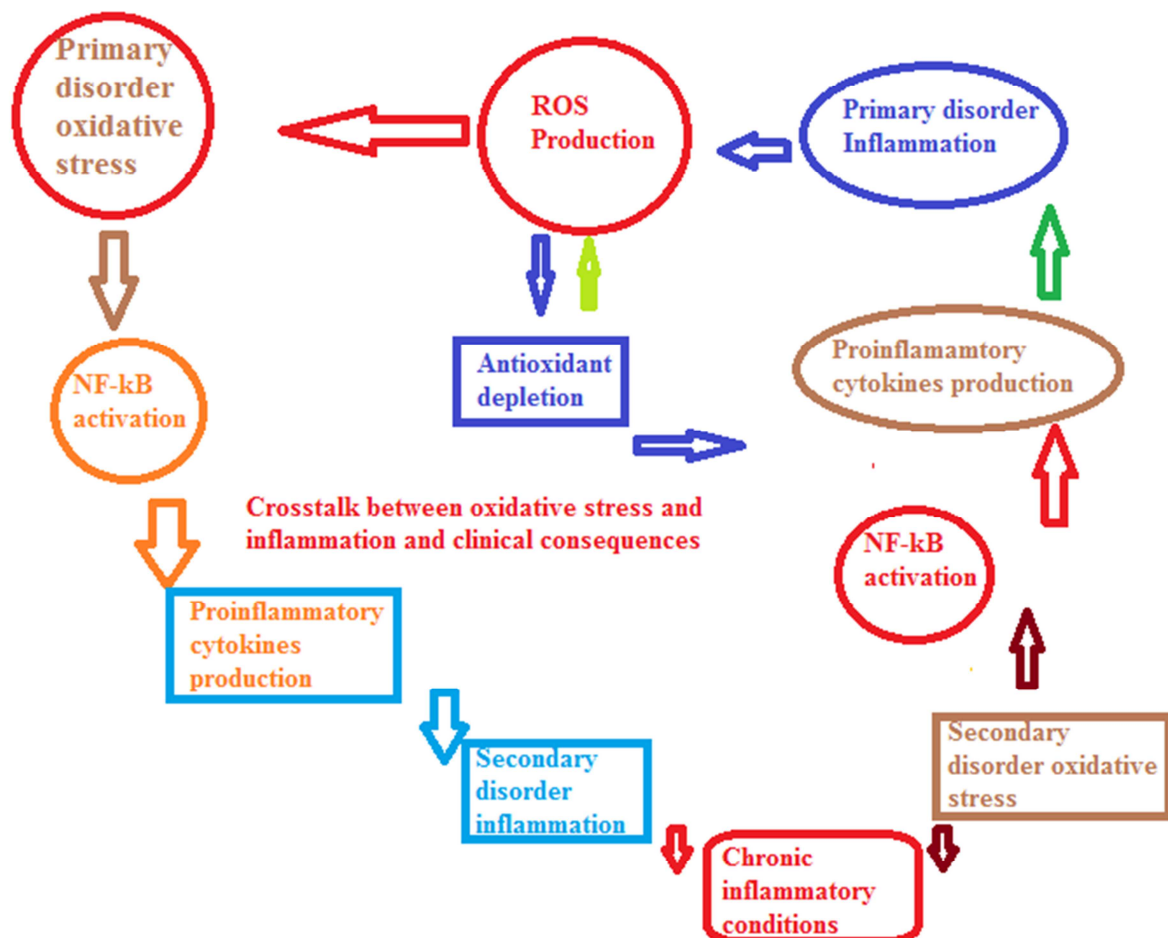 Primary
disorder
oxidative
stress
ROS
Production
Primary disorder
Inflammation
NF-kB
activation
Antioxidant
depletion
Proinflamamtory
cytokines production
Crosstalk between oxidative stress and
inflammation and clinical consequences
NF-kB
activation
Proinflammatory
cytokines
production
Secondary
disorder
inflammation
Secondary
disorder oxidative
stress
Chronic
inflammatory
conditions